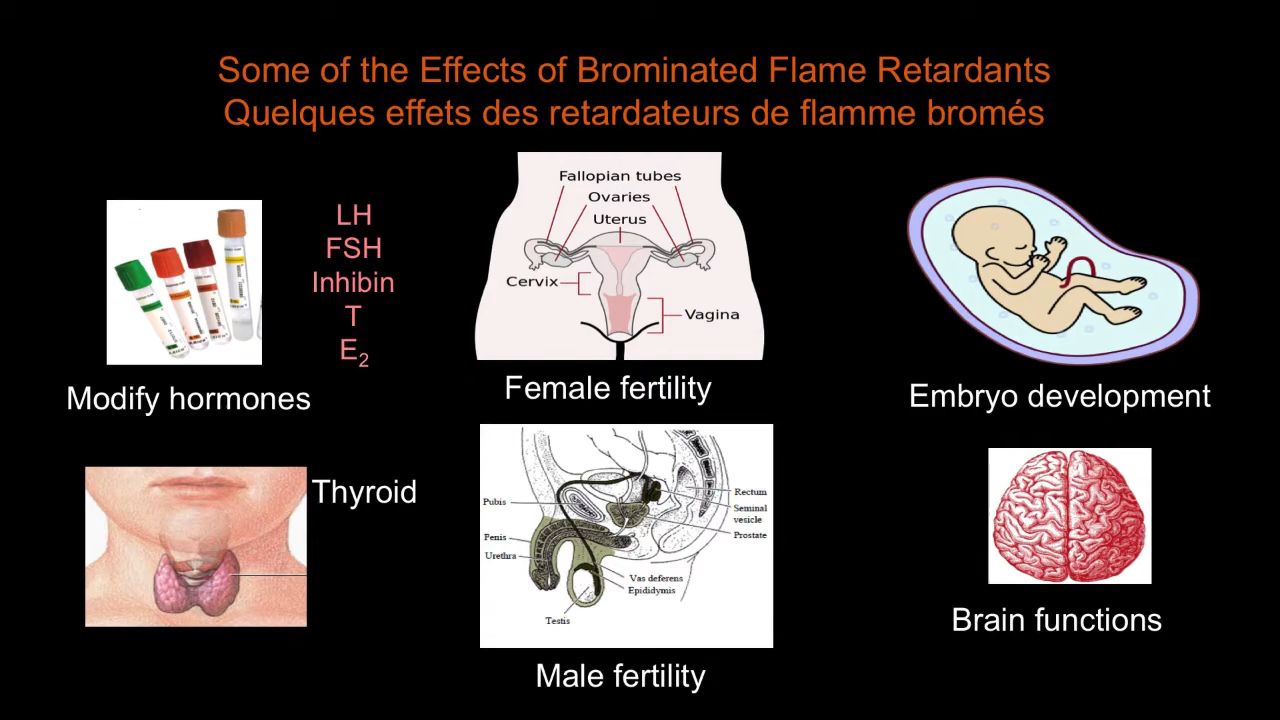 Some of the Effects of Brominated Flame Retardants
Quelques effets des retardateurs de flamme bromés
LH
FSH
Inhibin
T
E₂
Modify hormones
Fallopian tubes
Ovaries
Uterus
Cervix
Vagina
Female fertility
Embryo development
Thyroid
Pubis
Penis
Urethra
Rectum
Seminal
vesicle
Prostate
Vas deferens
Epididymis
Testis
Male fertility
Brain functions